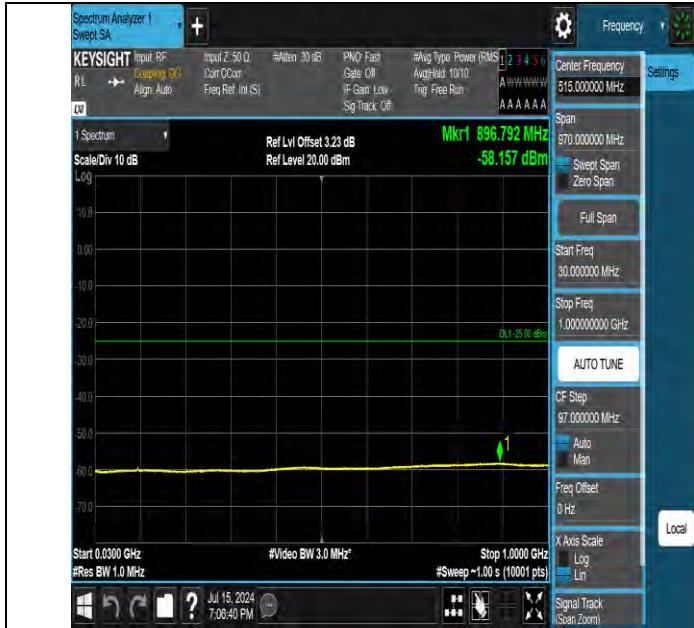 Spectrum Analyzer 1
Swept SA
+
Frequency
KEYSIGHT
RL
LXI
Input: RF
Coupling: DC
Align: Auto
Input Z: 50 Ω
Corr CCorr
Freq Ref: Int (S)
#Atten: 30 dB
PNO: Fast
Gate: Off
IF Gain: Low
Sig Track: Off
#Avg Type: Power (RMS
Avg|Hold: 10/10
Trig: Free Run
1 2 3 4 5 6
A W W W W W
A A A A A A
1 Spectrum
Scale/Div 10 dB
Log
Ref Lvl Offset 3.23 dB
Ref Level 20.00 dBm
Mkr1 896.792 MHz
-58.157 dBm
10.0
0.00
-10.0
-20.0
-30.0
-40.0
-50.0
-60.0
-70.0
DL1 -25.00 dBm
1
Start 0.0300 GHz
#Res BW 1.0 MHz
#Video BW 3.0 MHz*
Stop 1.0000 GHz
#Sweep ~1.00 s (10001 pts)
?
Jul 15, 2024
7:06:40 PM
Center Frequency
515.000000 MHz
Settings
Span
970.000000 MHz
Swept Span
Zero Span
Full Span
Start Freq
30.000000 MHz
Stop Freq
1.000000000 GHz
AUTO TUNE
CF Step
97.000000 MHz
Auto
Man
Freq Offset
0 Hz
X Axis Scale
Log
Lin
Local
Signal Track
(Span Zoom)